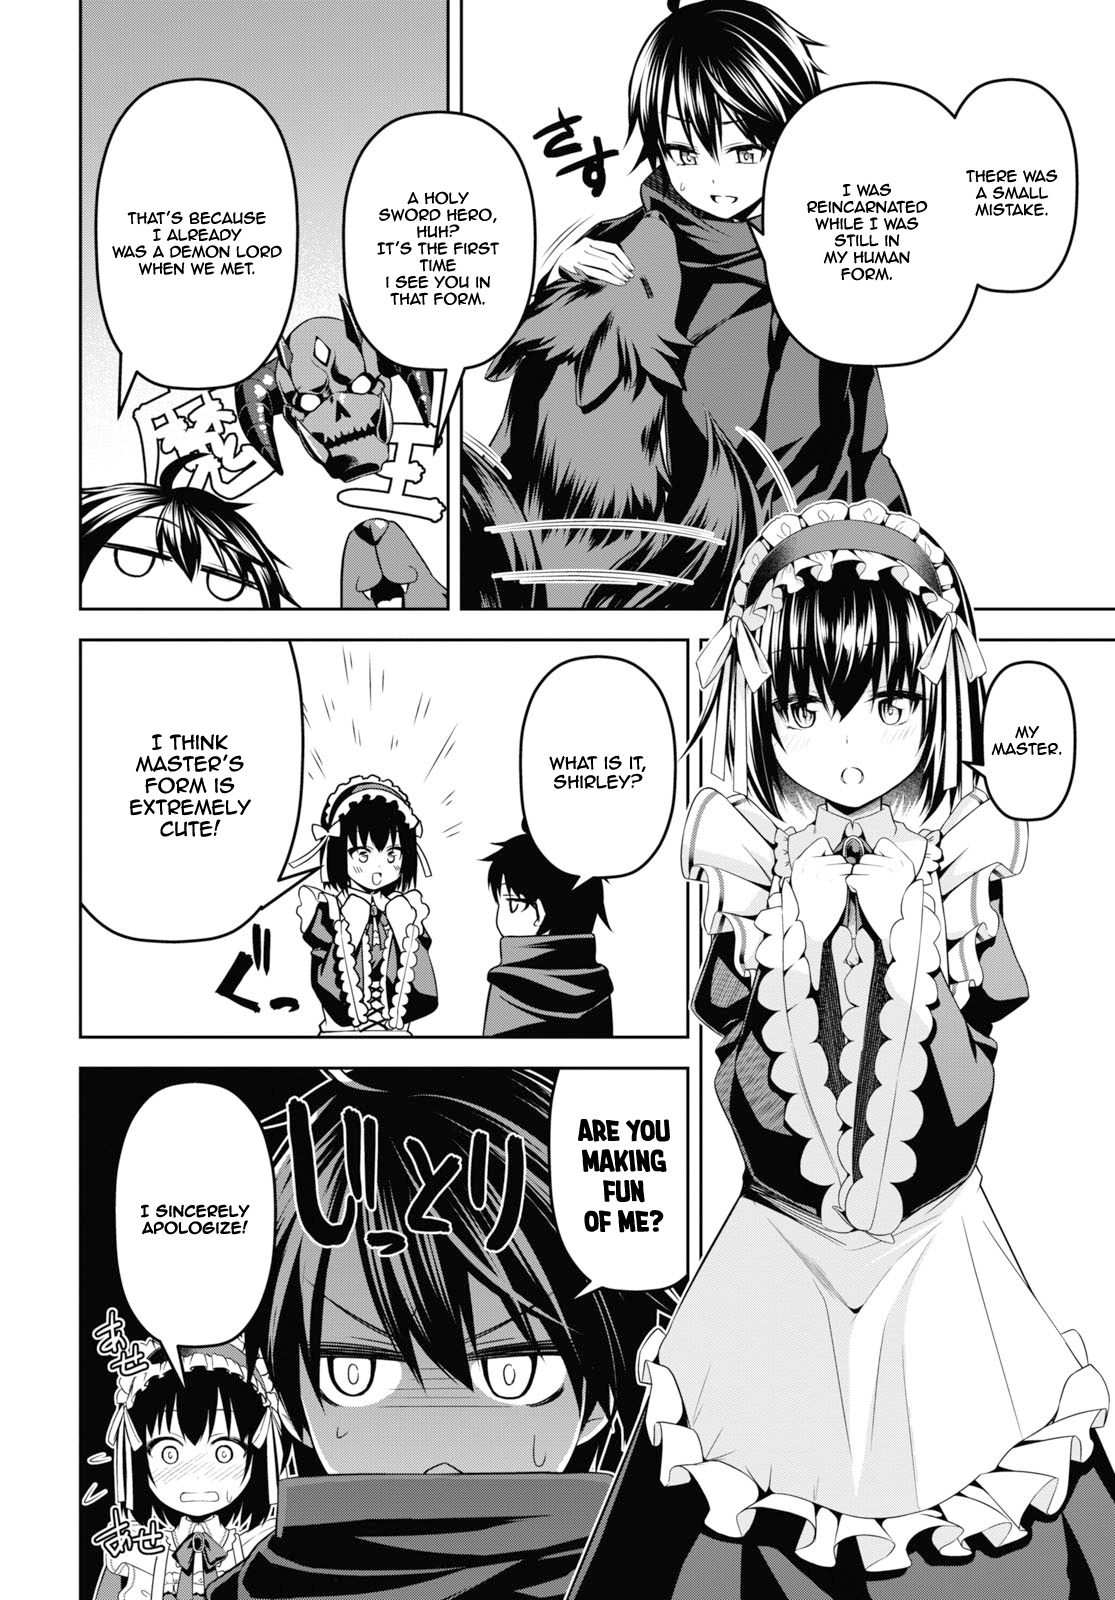 THERE WAS
A SMALL
MISTAKE.
I WAS
REINCARNATED
WHILE I WAS
STILL IN
MY HUMAN
FORM.
さす
A HOLY
SWORD HERO,
HUH?
IT'S THE FIRST
TIME
I SEE YOU IN
THAT FORM.
THAT'S BECAUSE
I ALREADY
WAS A DEMON LORD
WHEN WE MET.
魔王
MY
MASTER.
WHAT IS IT,
SHIRLEY?
I THINK
MASTER'S
FORM IS
EXTREMELY
CUTE!
ぐっ
ARE YOU
MAKING
FUN
OF ME?
じっとり
I SINCERELY
APOLOGIZE!
あせ
あせ